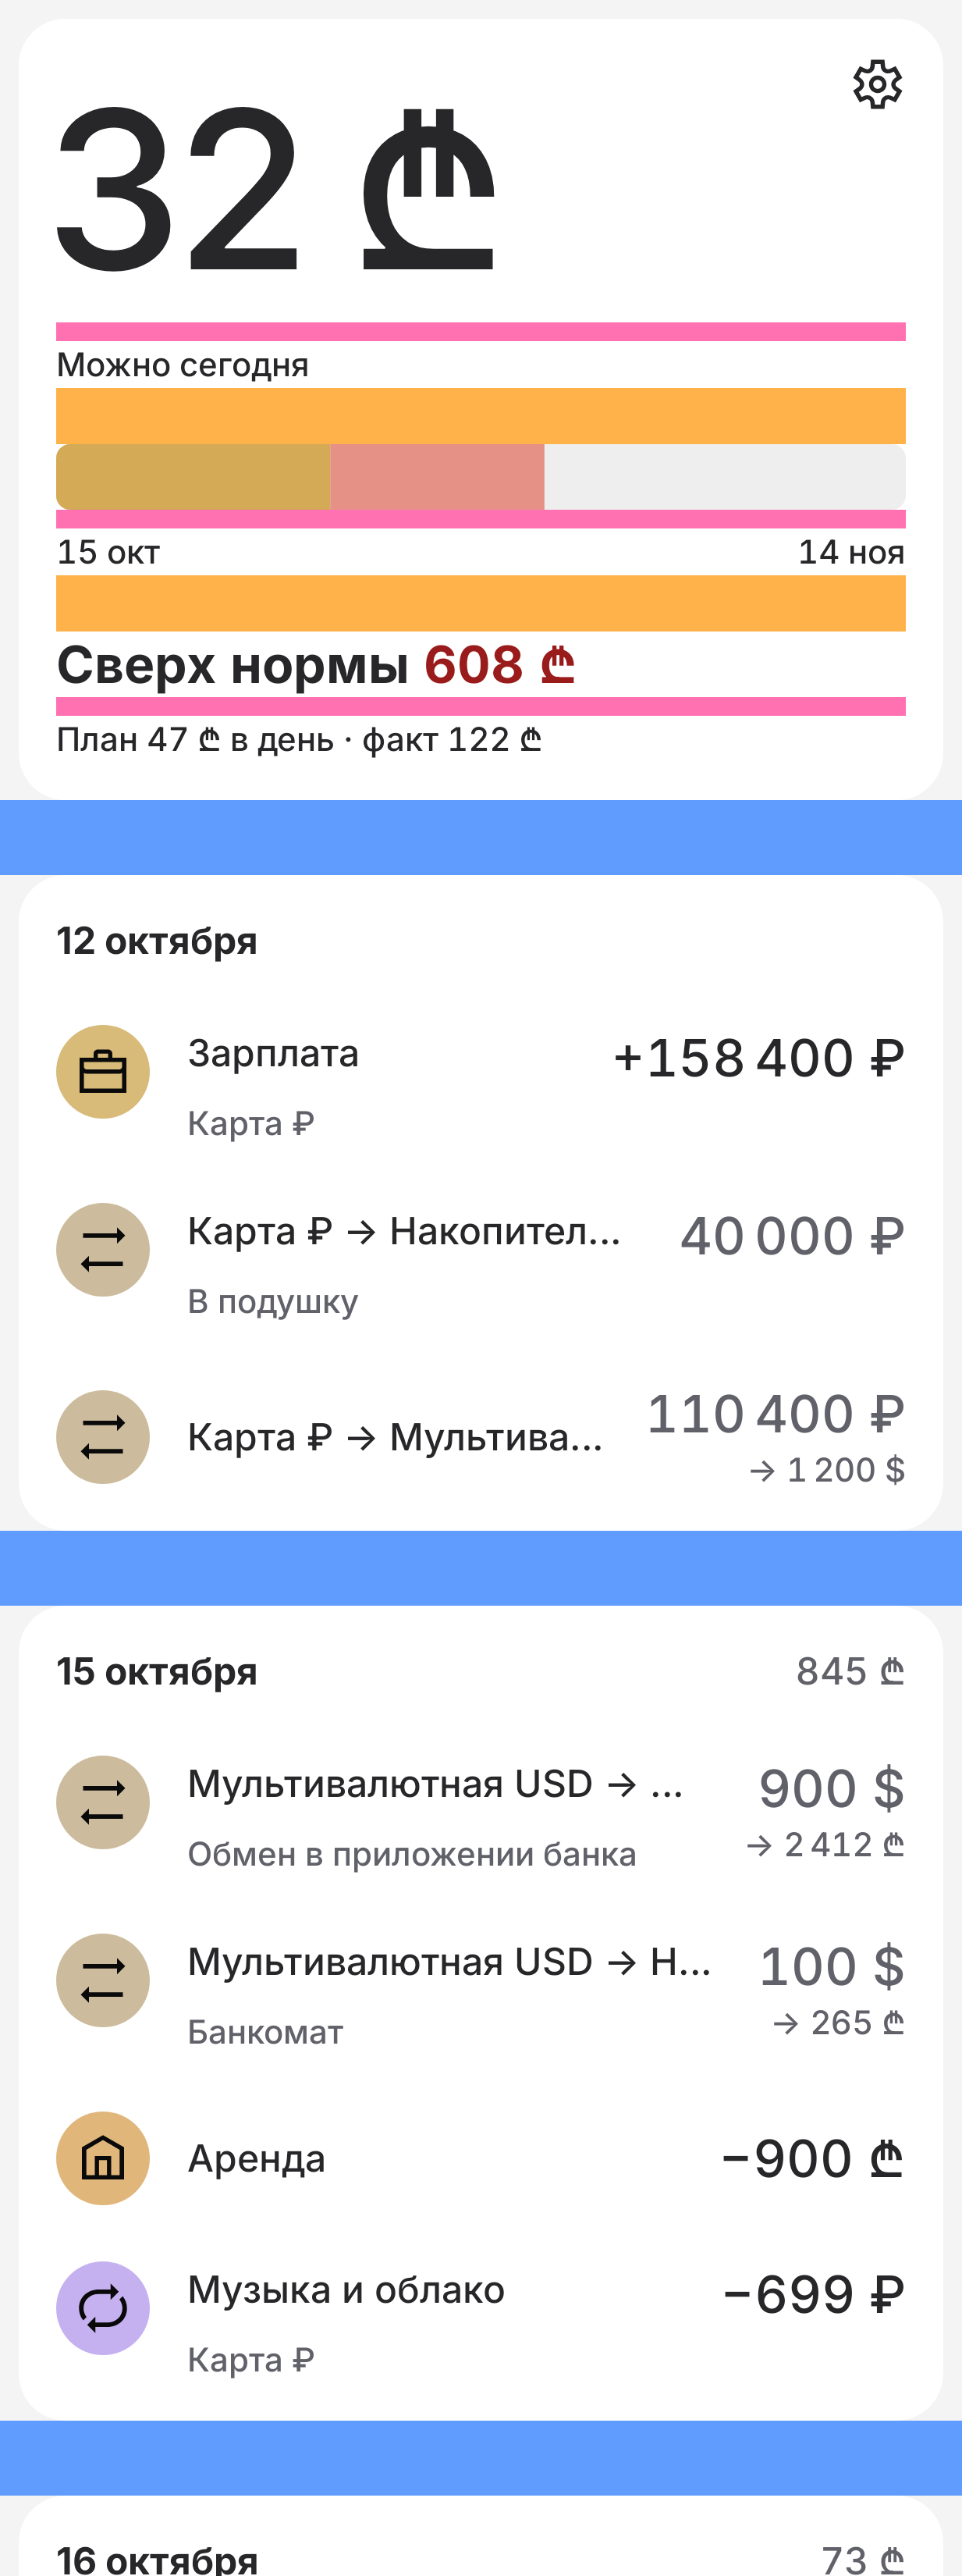 32 ₾
Можно сегодня
15 окт 14 ноя
Сверх нормы 608 ₾
План 47 ₾ в день · факт 122 ₾
12 октября
Зарплата +158 400 ₽
Карта ₽
Карта ₽ → Накопител... 40 000 ₽
В подушку
Карта ₽ → Мультива... 110 400 ₽
→ 1 200 $
15 октября 845 ₾
Мультивалютная USD → ... 900 $
Обмен в приложении банка → 2 412 ₾
Мультивалютная USD → Н... 100 $
Банкомат → 265 ₾
Аренда −900 ₾
Музыка и облако −699 ₽
Карта ₽
16 октября 73 ₾